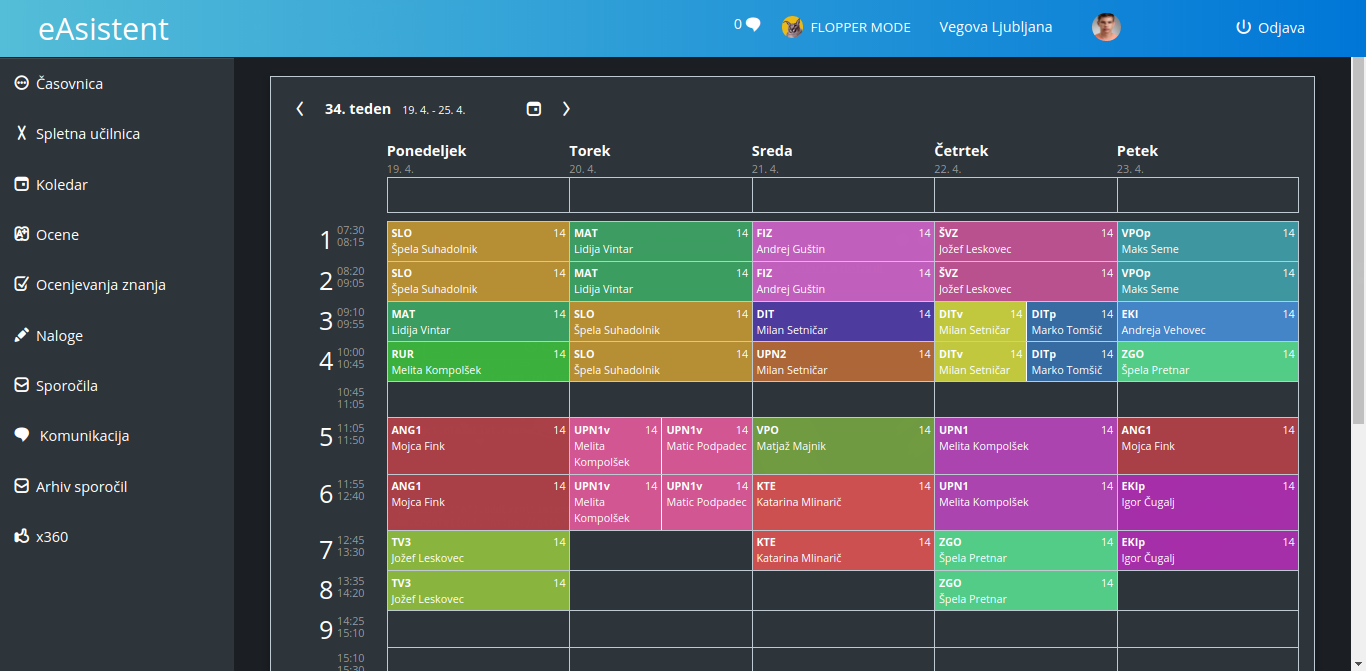 eAsistent
0
FLOPPER MODE
Vegova Ljubljana
Odjava
Časovnica
Spletna učilnica
Koledar
Ocene
Ocenjevanja znanja
Naloge
Sporočila
Komunikacija
Arhiv sporočil
x360
34. teden 19. 4. - 25. 4.
Ponedeljek Torek Sreda Četrtek Petek
19. 4. 20. 4. 21. 4. 22. 4. 23. 4.
1 07:30 08:15
SLO 14 MAT 14 FIZ 14 ŠVZ 14 VPOp 14
Špela Suhadolnik Lidija Vintar Andrej Guštin Jožef Leskovec Maks Seme
2 08:20 09:05
SLO 14 MAT 14 FIZ 14 ŠVZ 14 VPOp 14
Špela Suhadolnik Lidija Vintar Andrej Guštin Jožef Leskovec Maks Seme
3 09:10 09:55
MAT 14 SLO 14 DIT 14 DITv 14 DITp 14 EKI 14
Lidija Vintar Špela Suhadolnik Milan Setničar Milan Setničar Marko Tomšič Andreja Vehovec
4 10:00 10:45
RUR 14 SLO 14 UPN2 14 DITv 14 DITp 14 ZGO 14
Melita Kompolšek Špela Suhadolnik Milan Setničar Milan Setničar Marko Tomšič Špela Pretnar
10:45
11:05
5 11:05 11:50
ANG1 14 UPN1v 14 UPN1v 14 VPO 14 UPN1 14 ANG1 14
Mojca Fink Melita Kompolšek Matic Podpadec Matjaž Majnik Melita Kompolšek Mojca Fink
6 11:55 12:40
ANG1 14 UPN1v 14 UPN1v 14 KTE 14 UPN1 14 EKIp 14
Mojca Fink Melita Kompolšek Matic Podpadec Katarina Mlinarič Melita Kompolšek Igor Čugalj
7 12:45 13:30
TV3 14 KTE 14 ZGO 14 EKIp 14
Jožef Leskovec Katarina Mlinarič Špela Pretnar Igor Čugalj
8 13:35 14:20
TV3 14 ZGO 14
Jožef Leskovec Špela Pretnar
9 14:25 15:10
15:10
15:30